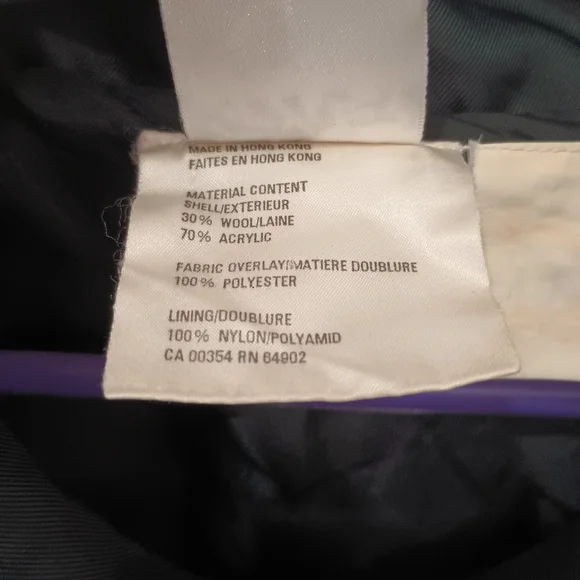 MADE IN HONG KONG
FAITES EN HONG KONG
MATERIAL CONTENT
SHELL/EXTERIEUR
30% WOOL/LAINE
70% ACRYLIC
FABRIC OVERLAY/MATIERE DOUBLURE
100% POLYESTER
LINING/DOUBLURE
100% NYLON/POLYAMID
CA 00354 RN 64902